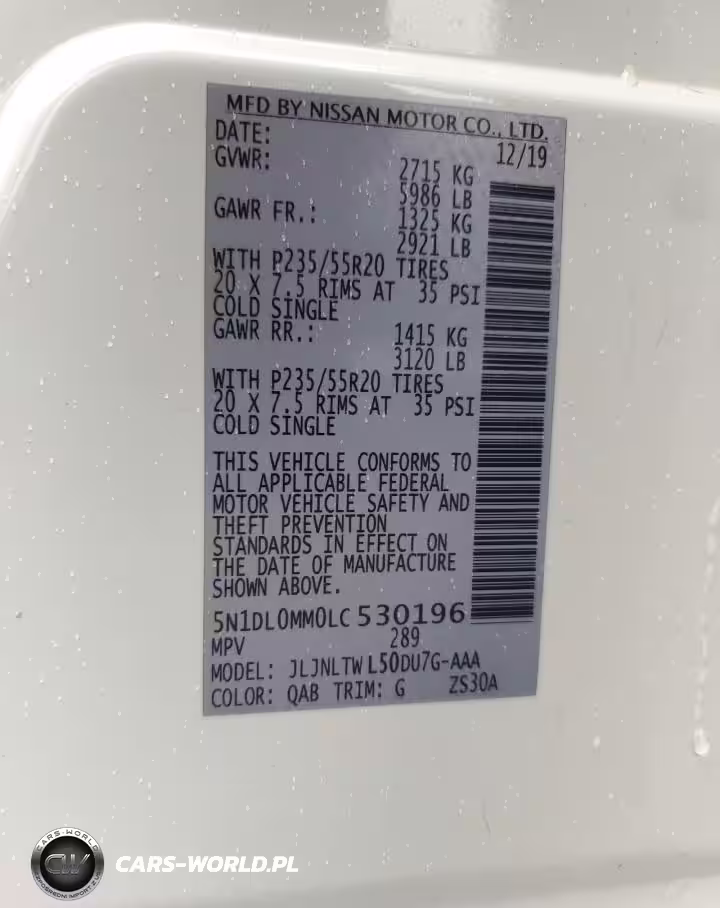 MFD BY NISSAN MOTOR CO., LTD.
DATE: 12/19
GVWR: 2715 KG
5986 LB
GAWR FR.: 1325 KG
2921 LB
WITH P235/55R20 TIRES
20 X 7.5 RIMS AT 35 PSI
COLD SINGLE
GAWR RR.: 1415 KG
3120 LB
WITH P235/55R20 TIRES
20 X 7.5 RIMS AT 35 PSI
COLD SINGLE
THIS VEHICLE CONFORMS TO
ALL APPLICABLE FEDERAL
MOTOR VEHICLE SAFETY AND
THEFT PREVENTION
STANDARDS IN EFFECT ON
THE DATE OF MANUFACTURE
SHOWN ABOVE.
5N1DL0MM0LC530196
MPV 289
MODEL: JLJNLTWL50DU7G-AAA
COLOR: QAB TRIM: G ZS30A
CARS-WORLD
CW
CARS-WORLD.PL